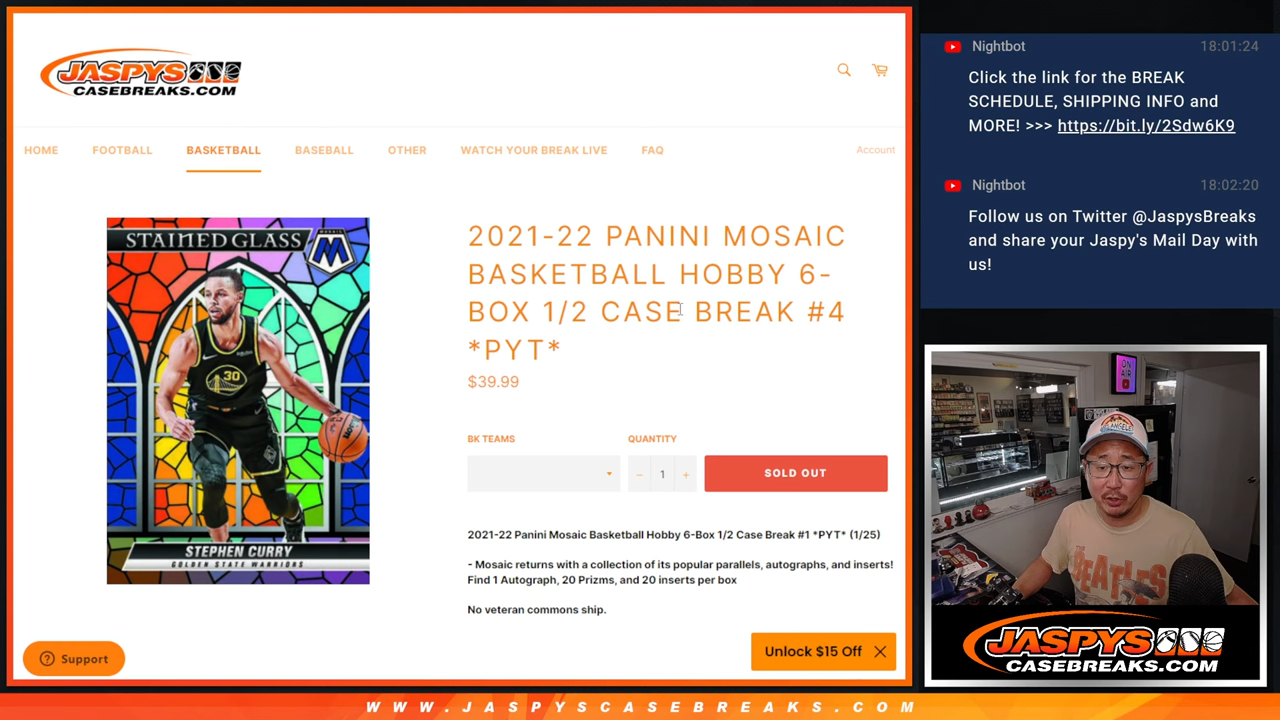 JASPYS
CASEBREAKS.COM
HOME FOOTBALL BASKETBALL BASEBALL OTHER WATCH YOUR BREAK LIVE FAQ Account
STAINED GLASS
MOSAIC
30
STEPHEN CURRY
GOLDEN STATE WARRIORS
2021-22 PANINI MOSAIC
BASKETBALL HOBBY 6-
BOX 1/2 CASE BREAK #4
*PYT*
$39.99
BK TEAMS QUANTITY
1 SOLD OUT
2021-22 Panini Mosaic Basketball Hobby 6-Box 1/2 Case Break #1 *PYT* (1/25)
- Mosaic returns with a collection of its popular parallels, autographs, and inserts!
Find 1 Autograph, 20 Prizms, and 20 inserts per box
No veteran commons ship.
Support
Unlock $15 Off
Nightbot 18:01:24
Click the link for the BREAK
SCHEDULE, SHIPPING INFO and
MORE! >>> https://bit.ly/2Sdw6K9
Nightbot 18:02:20
Follow us on Twitter @JaspysBreaks
and share your Jaspy's Mail Day with
us!
ON
AIR
ANGELS
THE
BEATLES
JASPYS
CASEBREAKS.COM
WWW.JASPYSCASEBREAKS.COM